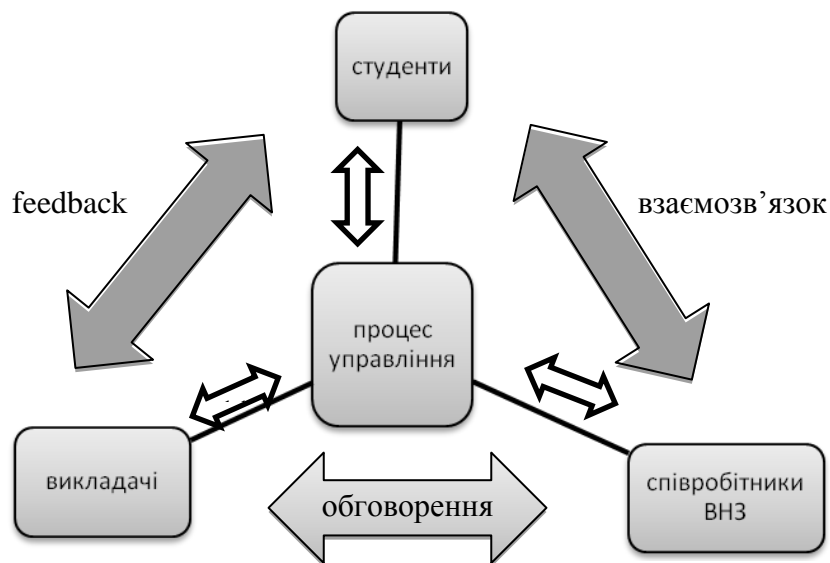 студенти
feedback
взаємозв’язок
процес
управління
викладачі
обговорення
співробітники
ВНЗ